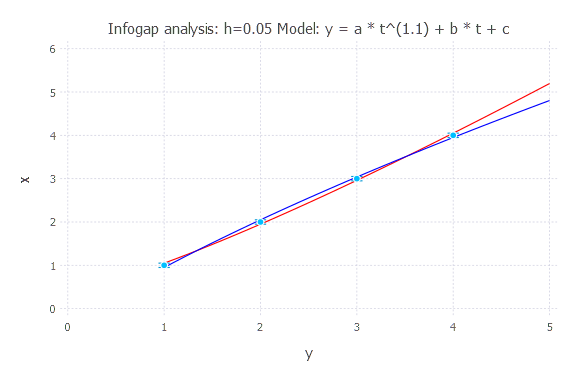 Infogap analysis: h=0.05 Model: y = a * t^(1.1) + b * t + c
6
5
4
3
2
1
0
x
0 1 2 3 4 5
y